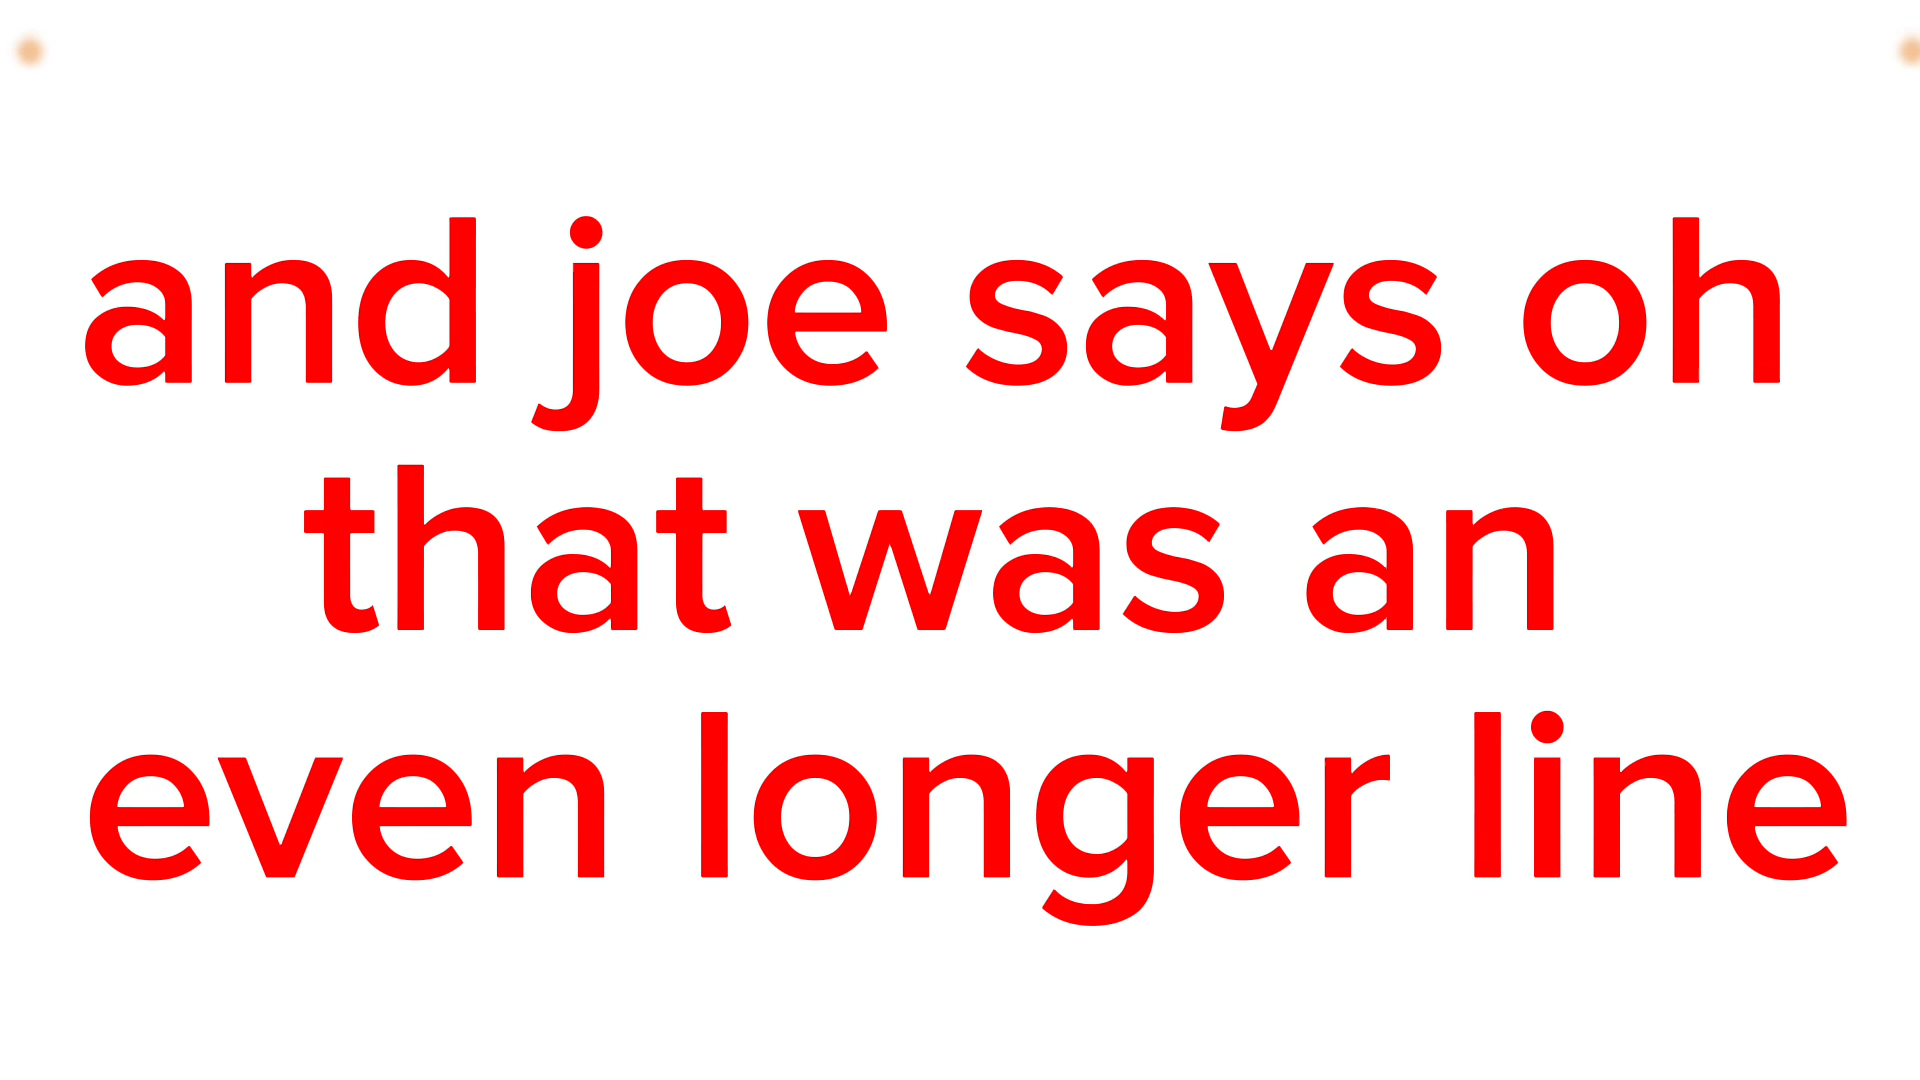 and joe says oh
that was an
even longer line